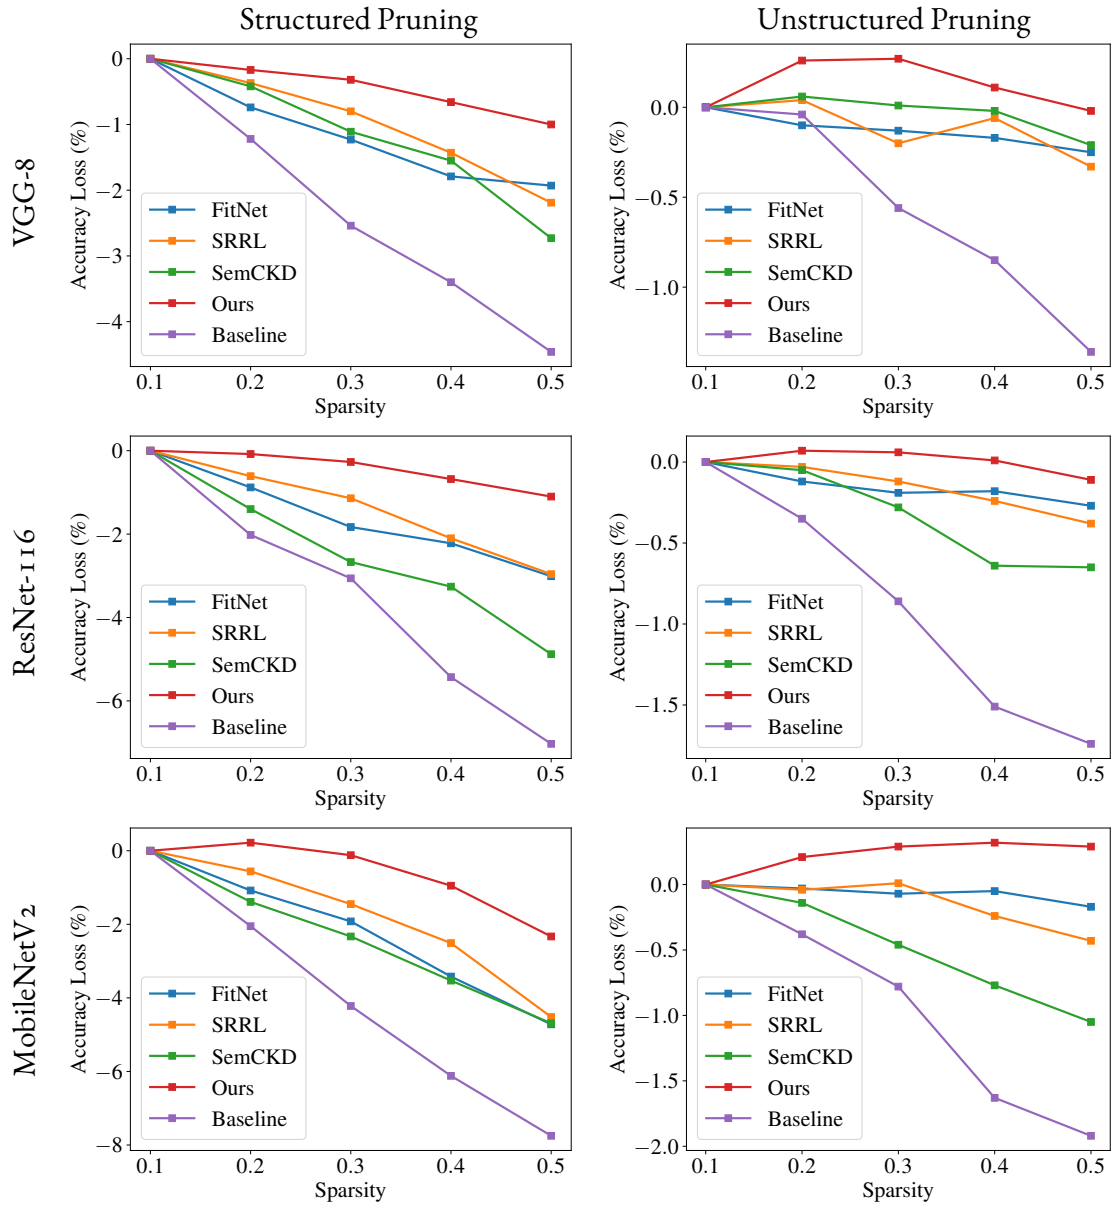 Structured Pruning
Unstructured Pruning
VGG-8
Accuracy Loss (%)
0
−1
−2
−3
−4
FitNet
SRRL
SemCKD
Ours
Baseline
0.1 0.2 0.3 0.4 0.5
Sparsity
Accuracy Loss (%)
0.0
−0.5
−1.0
FitNet
SRRL
SemCKD
Ours
Baseline
0.1 0.2 0.3 0.4 0.5
Sparsity
ResNet-116
Accuracy Loss (%)
0
−2
−4
−6
FitNet
SRRL
SemCKD
Ours
Baseline
0.1 0.2 0.3 0.4 0.5
Sparsity
Accuracy Loss (%)
0.0
−0.5
−1.0
−1.5
FitNet
SRRL
SemCKD
Ours
Baseline
0.1 0.2 0.3 0.4 0.5
Sparsity
MobileNetV2
Accuracy Loss (%)
0
−2
−4
−6
−8
FitNet
SRRL
SemCKD
Ours
Baseline
0.1 0.2 0.3 0.4 0.5
Sparsity
Accuracy Loss (%)
0.0
−0.5
−1.0
−1.5
−2.0
FitNet
SRRL
SemCKD
Ours
Baseline
0.1 0.2 0.3 0.4 0.5
Sparsity